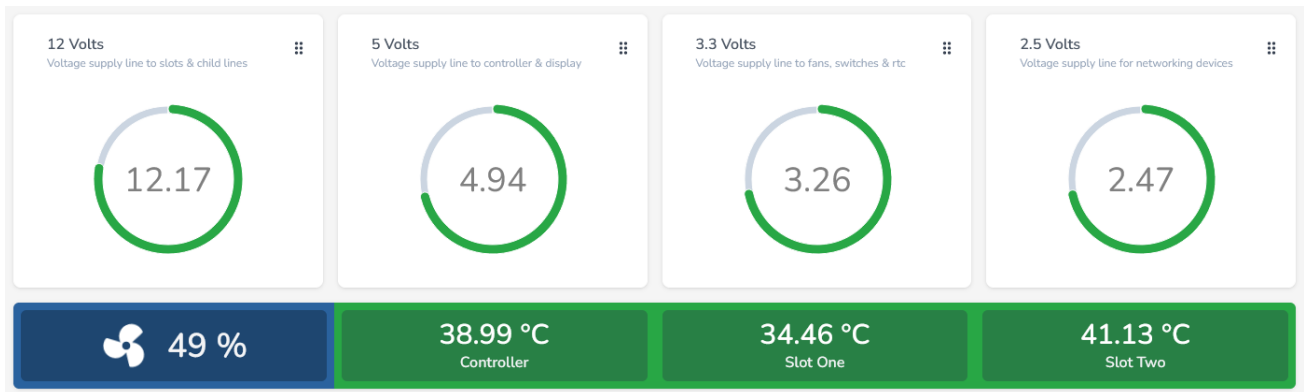 12 Volts
Voltage supply line to slots & child lines
12.17
5 Volts
Voltage supply line to controller & display
4.94
3.3 Volts
Voltage supply line to fans, switches & rtc
3.26
2.5 Volts
Voltage supply line for networking devices
2.47
49 %
38.99 °C
Controller
34.46 °C
Slot One
41.13 °C
Slot Two